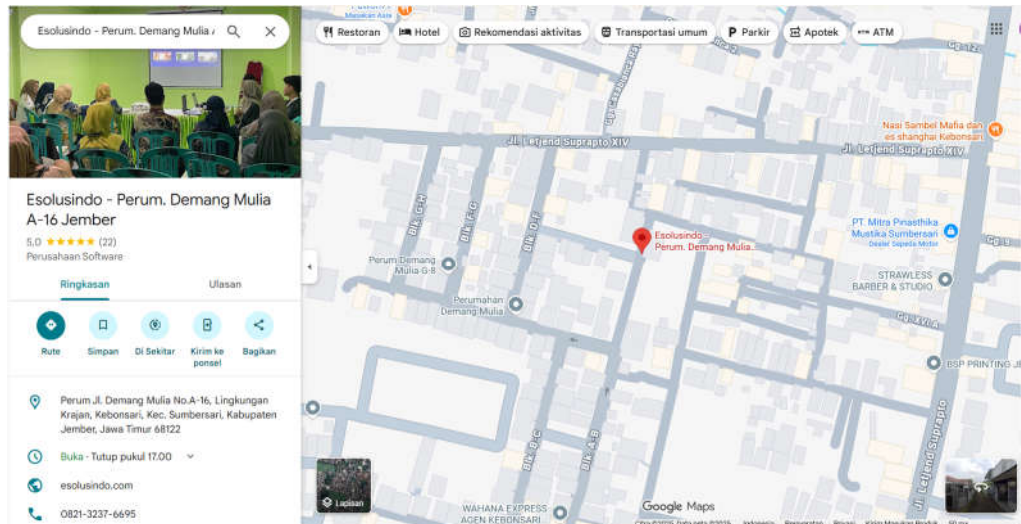 Esolusindo - Perum. Demang Mulia
Esolusindo - Perum. Demang Mulia
A-16 Jember
5,0 ★★★★★ (22)
Perusahaan Software
Ringkasan
Ulasan
Rute
Simpan
Di Sekitar
Kirim ke
ponsel
Bagikan
Perum Jl. Demang Mulia No.A-16, Lingkungan
Krajan, Kebonsari, Kec. Sumbersari, Kabupaten
Jember, Jawa Timur 68122
Buka - Tutup pukul 17.00
esolusindo.com
0821-3237-6695
Restoran
Hotel
Rekomendasi aktivitas
Transportasi umum
P Parkir
Apotek
ATM
Gg. 12
Jl. Letjend Suprapto XIV
Nasi Sambel Mafia dan
es shanghai Kebonsari
Jl. Letjend Suprapto XIV
Blk. G-H
Blk. F-G
Blk. D-F
Esolusindo -
Perum. Demang Mulia...
PT. Mitra Pinasthika
Mustika Sumbersari
Dealer Sepeda Motor
Gg. 9
Perum Demang
Mulia G-8
STRAWLESS
BARBER & STUDIO
Perumahan
Demang Mulia
Gg. XVI A
BSP PRINTING
Blk. B-C
Blk. A-B
Jl. Letjend Suprapto
Lapisan
WAHANA EXPRESS
AGEN KEBONSARI
Google Maps